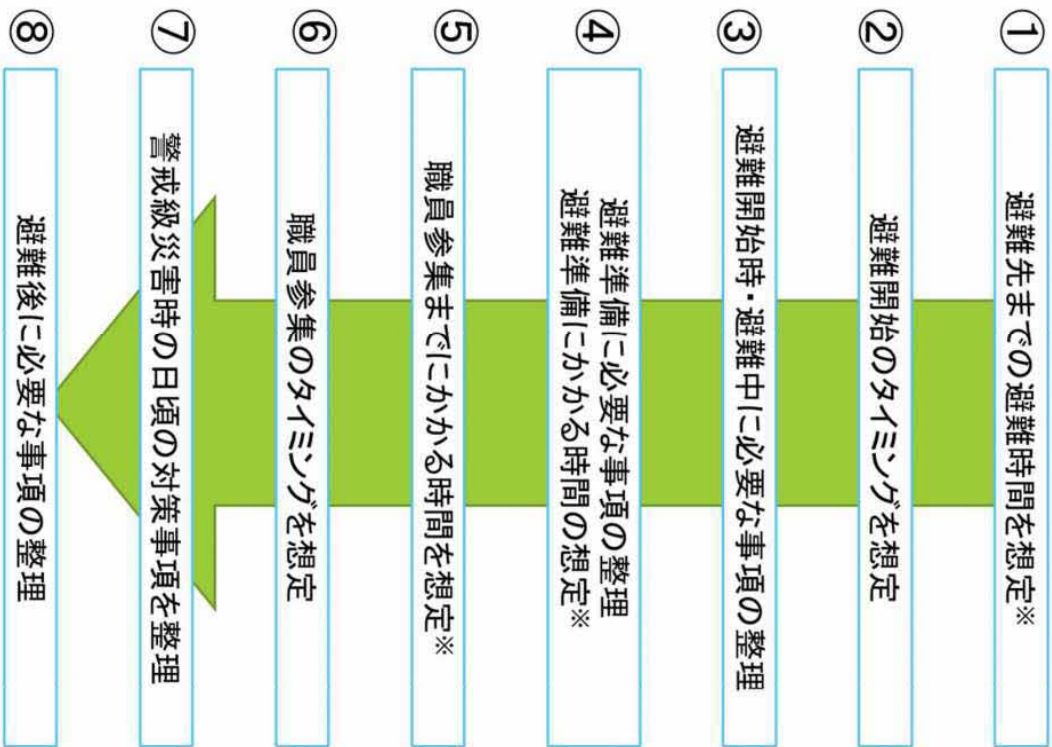 ① 避難先までの避難時間を想定※
② 避難開始のタイミングを想定
③ 避難開始時・避難中に必要な事項の整理
④ 避難準備に必要な事項の整理
避難準備にかかる時間の想定※
⑤ 職員参集までにかかる時間を想定※
⑥ 職員参集のタイミングを想定
⑦ 警戒級災害時の日頃の対策事項を整理
⑧ 避難後に必要な事項の整理